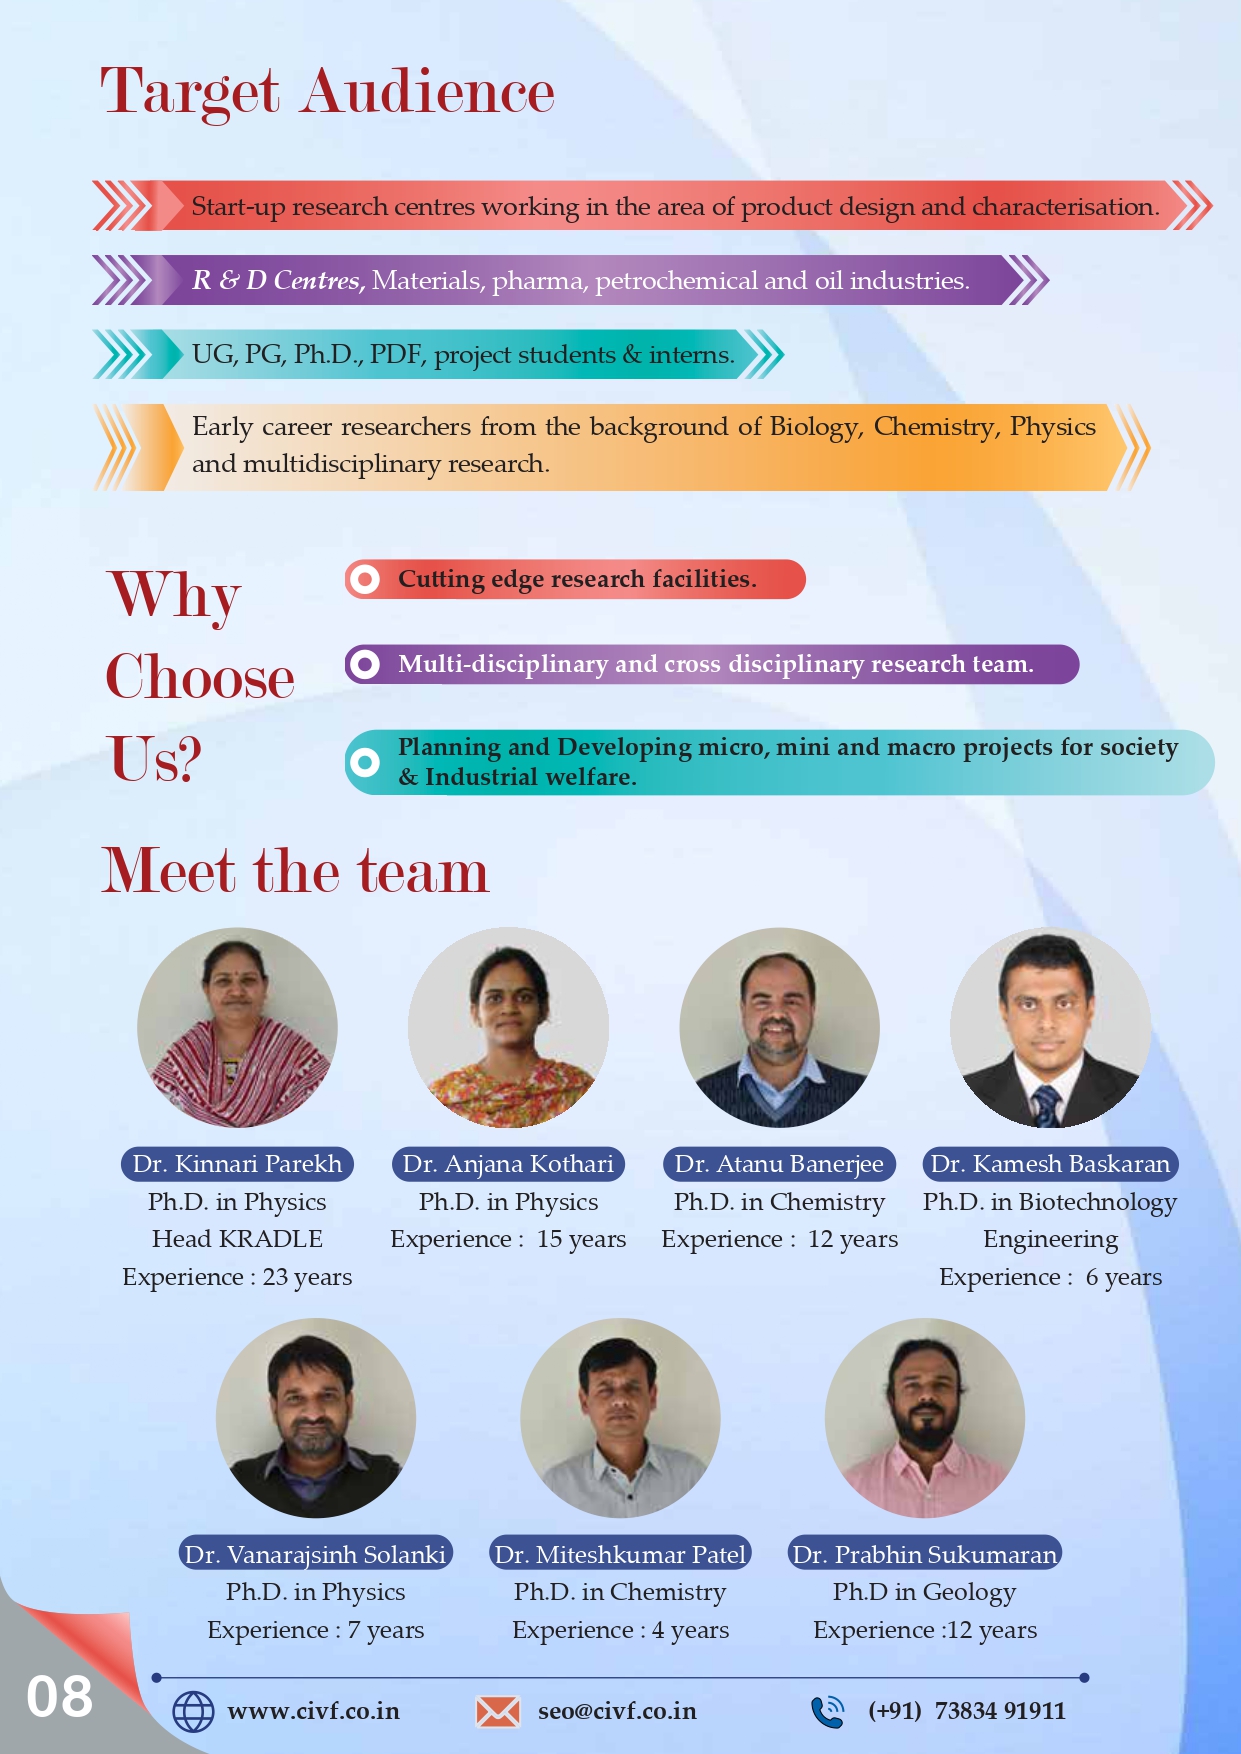 Target Audience
Start-up research centres working in the area of product design and characterisation.
R & D Centres, Materials, pharma, petrochemical and oil industries.
UG, PG, Ph.D., PDF, project students & interns.
Early career researchers from the background of Biology, Chemistry, Physics
and multidisciplinary research.
Why
Choose
Us?
Cutting edge research facilities.
Multi-disciplinary and cross disciplinary research team.
Planning and Developing micro, mini and macro projects for society
& Industrial welfare.
Meet the team
Dr. Kinnari Parekh
Ph.D. in Physics
Head KRADLE
Experience : 23 years
Dr. Anjana Kothari
Ph.D. in Physics
Experience :  15 years
Dr. Atanu Banerjee
Ph.D. in Chemistry
Experience :  12 years
Dr. Kamesh Baskaran
Ph.D. in Biotechnology
Engineering
Experience :  6 years
Dr. Vanarajsinh Solanki
Ph.D. in Physics
Experience : 7 years
Dr. Miteshkumar Patel
Ph.D. in Chemistry
Experience : 4 years
Dr. Prabhin Sukumaran
Ph.D in Geology
Experience :12 years
08
www.civf.co.in
seo@civf.co.in
(+91)  73834 91911